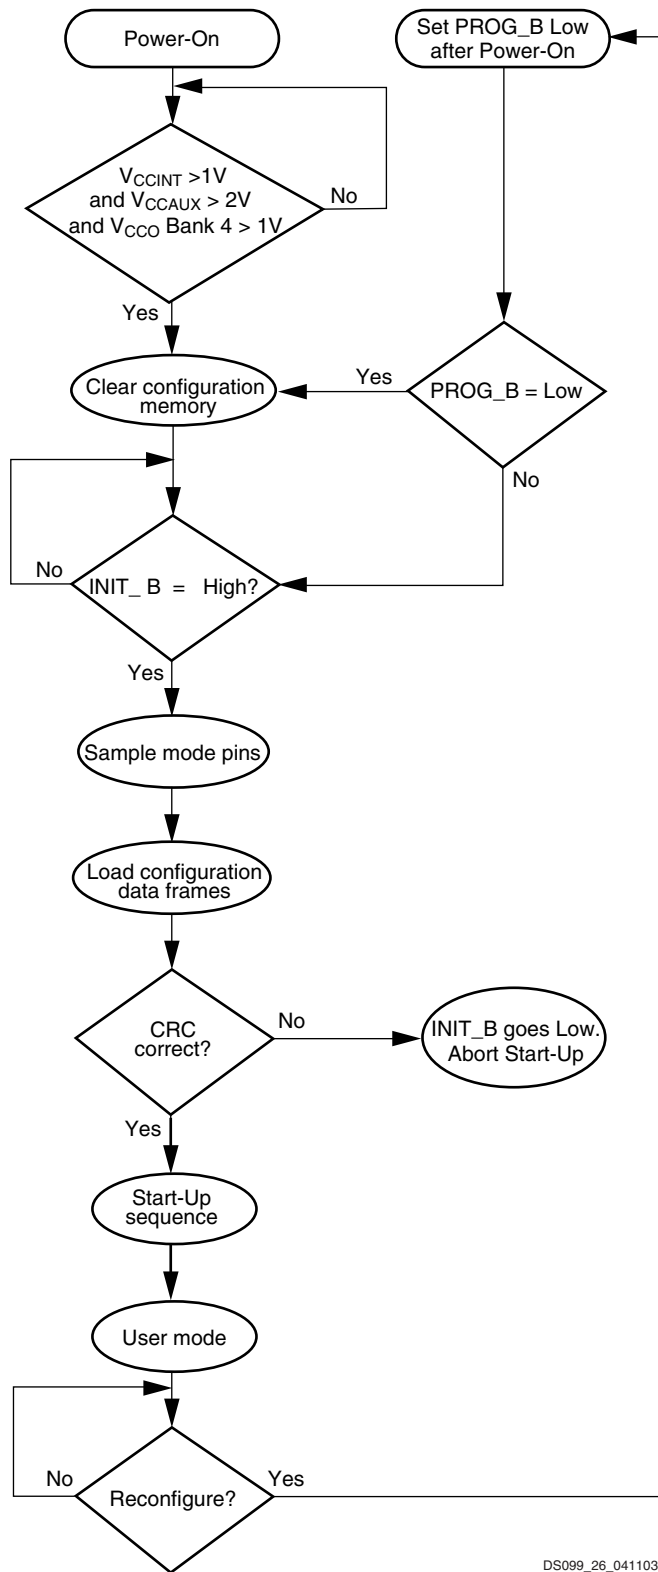 Power-On
Set PROG_B Low
after Power-On
VCCINT >1V
and VCCAUX > 2V
and VCCO Bank 4 > 1V
No
Yes
Clear configuration
memory
Yes
PROG_B = Low
No
No
INIT_ B = High?
Yes
Sample mode pins
Load configuration
data frames
CRC
correct?
No
INIT_B goes Low.
Abort Start-Up
Yes
Start-Up
sequence
User mode
No
Reconfigure?
Yes
DS099_26_041103